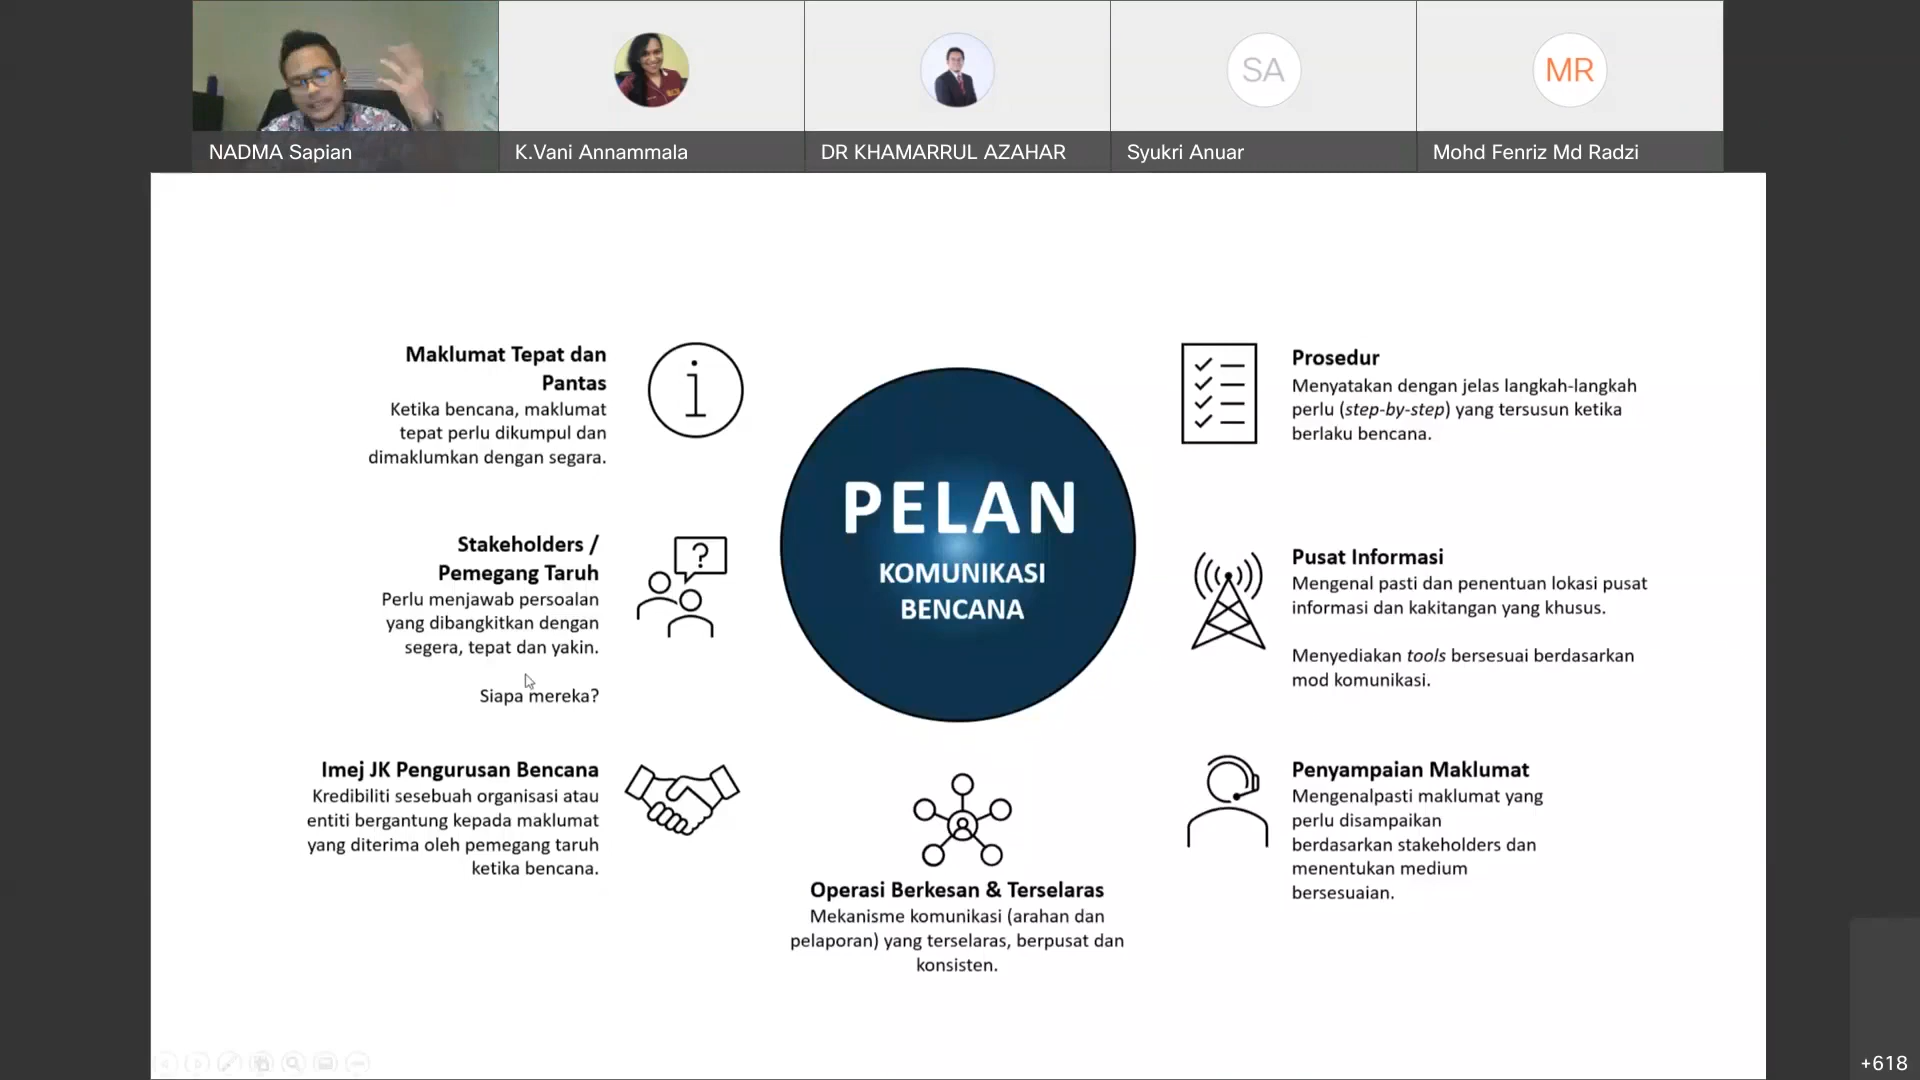 NADMA Sapian
K.Vani Annammala
DR KHAMARRUL AZAHAR
SA
Syukri Anuar
MR
Mohd Fenriz Md Radzi
Maklumat Tepat dan
Pantas
Ketika bencana, maklumat
tepat perlu dikumpul dan
dimaklumkan dengan segara.
i
Stakeholders /
Pemegang Taruh
Perlu menjawab persoalan
yang dibangkitkan dengan
segera, tepat dan yakin.
Siapa mereka?
?
Imej JK Pengurusan Bencana
Kredibiliti sesebuah organisasi atau
entiti bergantung kepada maklumat
yang diterima oleh pemegang taruh
ketika bencana.
PELAN
KOMUNIKASI
BENCANA
Operasi Berkesan & Terselaras
Mekanisme komunikasi (arahan dan
pelaporan) yang terselaras, berpusat dan
konsisten.
Prosedur
Menyatakan dengan jelas langkah-langkah
perlu (step-by-step) yang tersusun ketika
berlaku bencana.
Pusat Informasi
Mengenal pasti dan penentuan lokasi pusat
informasi dan kakitangan yang khusus.
Menyediakan tools bersesuai berdasarkan
mod komunikasi.
Penyampaian Maklumat
Mengenalpasti maklumat yang
perlu disampaikan
berdasarkan stakeholders dan
menentukan medium
bersesuaian.
+618